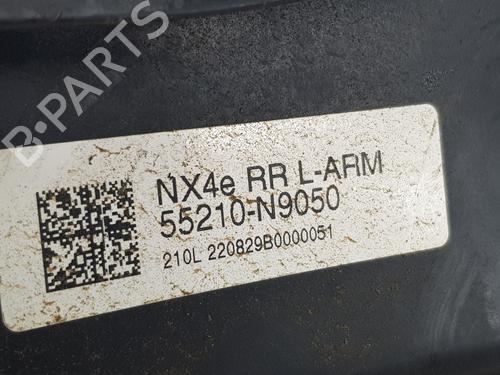 B-PARTS
NX4e RR L-ARM
55210-N9050
210L 220829B0000051